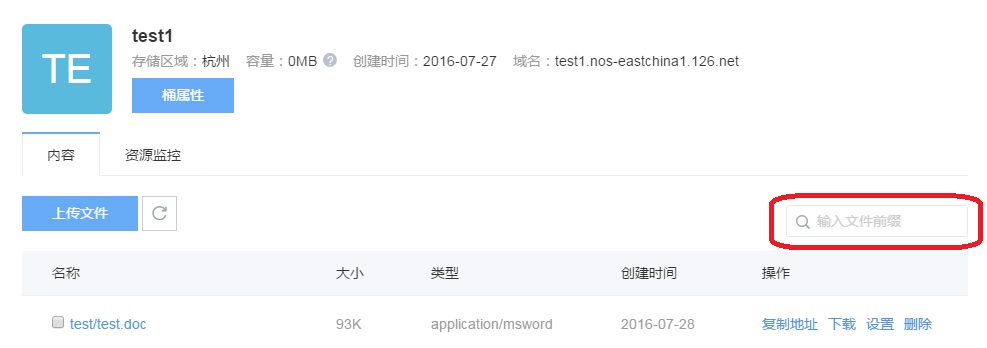 TE
test1
存储区域：杭州 容量：0MB ? 创建时间：2016-07-27 域名：test1.nos-eastchina1.126.net
桶属性
内容 资源监控
上传文件 输入文件前缀
名称 大小 类型 创建时间 操作
test/test.doc 93K application/msword 2016-07-28 复制地址 下载 设置 删除